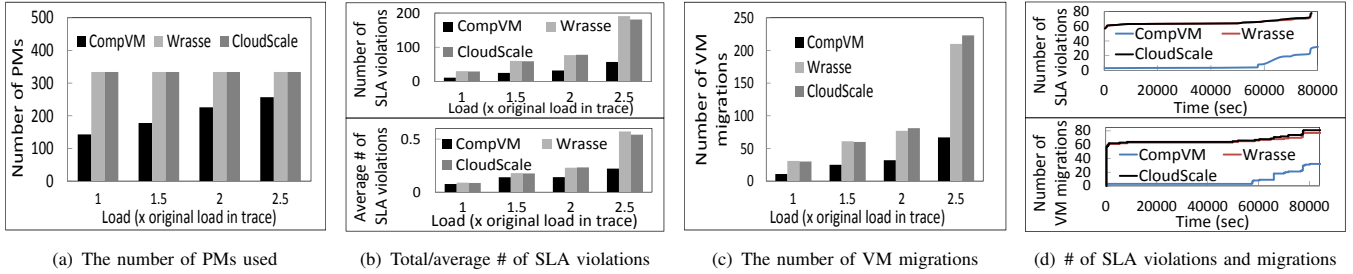 Number of PMs
500
400
300
200
100
0
CompVM Wrasse CloudScale
1 1.5 2 2.5
Load (x original load in trace)
(a) The number of PMs used
Number of SLA violations
200
100
0
CompVM Wrasse
CloudScale
1 1.5 2 2.5
Load (x original load in trace)
Average # of SLA violations
0.5
0
CompVM Wrasse
CloudScale
1 1.5 2 2.5
Load (x original load in trace)
(b) Total/average # of SLA violations
Number of VM migrations
250
200
150
100
50
0
CompVM
Wrasse
CloudScale
1 1.5 2 2.5
Load (x original load in trace)
(c) The number of VM migrations
Number of SLA violations
80
60
40
20
0
CompVM Wrasse
CloudScale
0 20000 40000 60000 80000
Time (sec)
Number of VM migrations
80
60
40
20
0
CompVM Wrasse
CloudScale
0 20000 40000 60000 80000
Time (sec)
(d) # of SLA violations and migrations